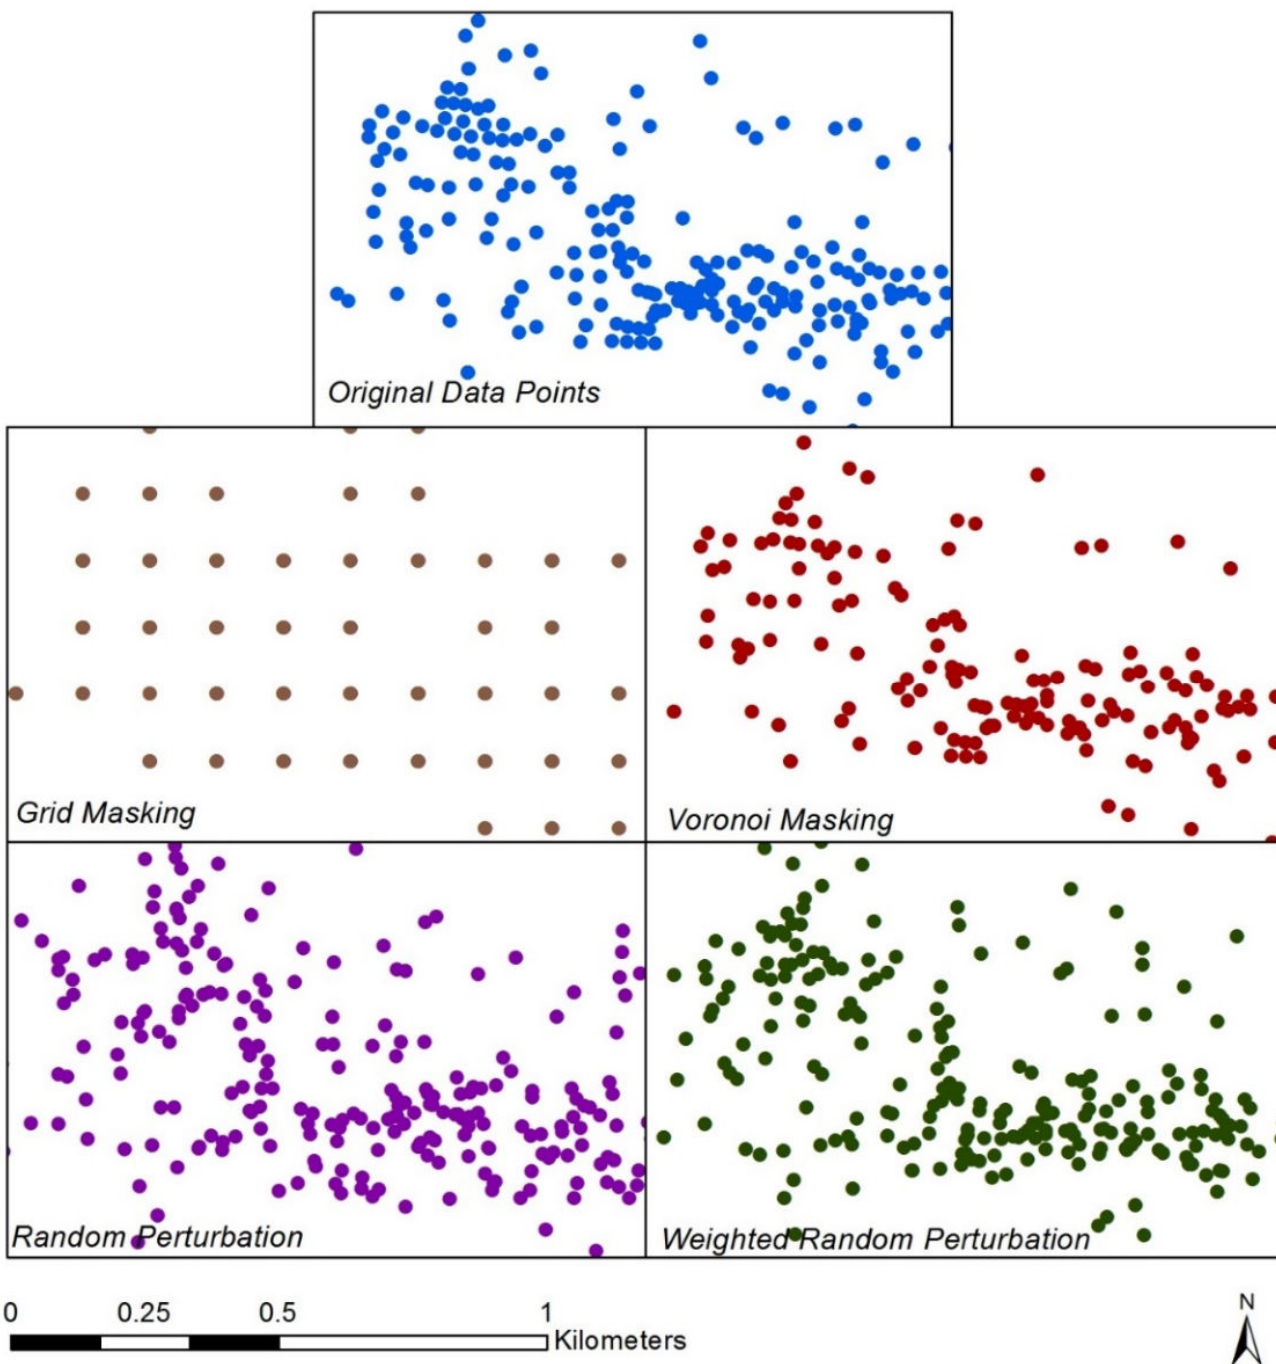 Original Data Points
Grid Masking
Voronoi Masking
Random Perturbation
Weighted Random Perturbation
0 0.25 0.5 1
Kilometers
N